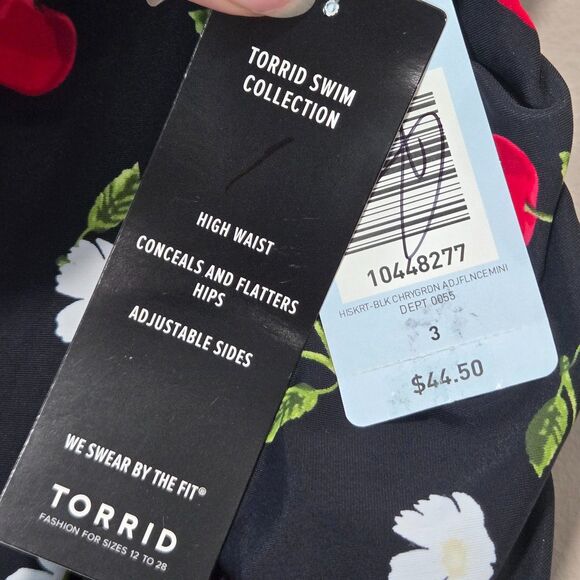 TORRID SWIM
COLLECTION
HIGH WAIST
CONCEALS AND FLATTERS
HIPS
ADJUSTABLE SIDES
WE SWEAR BY THE FIT®
TORRID
FASHION FOR SIZES 12 TO 28
10448277
HISKRT-BLK CHRYGRDN ADJFLNCEMINI
DEPT 0055
3
$44.50